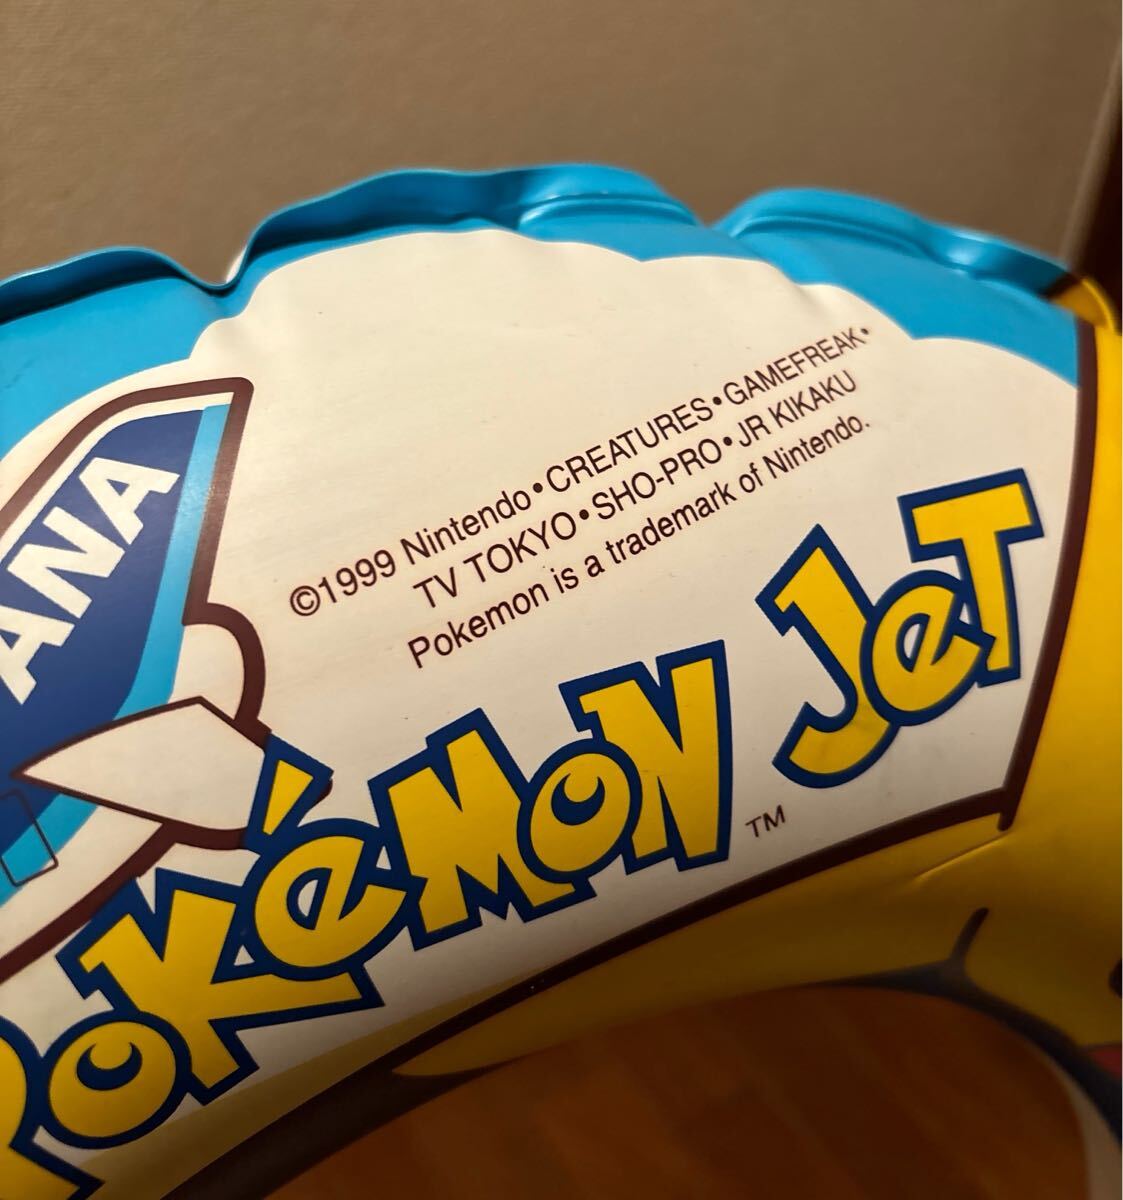 ©1999 Nintendo•CREATURES•GAMEFREAK•
TV TOKYO•SHO-PRO•JR KIKAKU
Pokemon is a trademark of Nintendo.
ANA
POKéMON JeT
TM